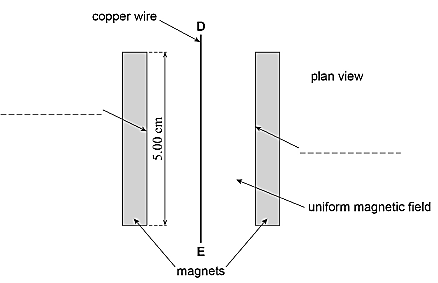 copper wire
D
plan view
5.00 cm
uniform magnetic field
E
magnets